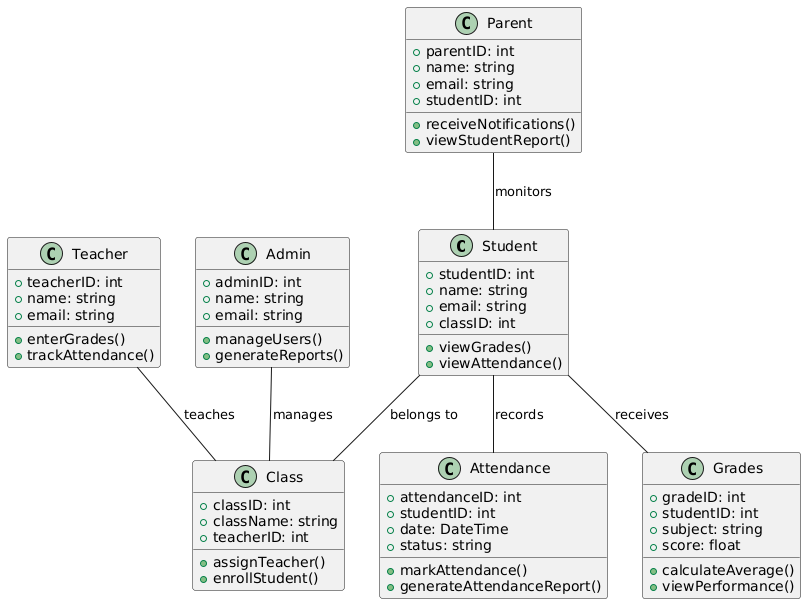 C Parent
+ parentID: int
+ name: string
+ email: string
+ studentID: int
+ receiveNotifications()
+ viewStudentReport()
monitors
C Teacher
+ teacherID: int
+ name: string
+ email: string
+ enterGrades()
+ trackAttendance()
C Admin
+ adminID: int
+ name: string
+ email: string
+ manageUsers()
+ generateReports()
C Student
+ studentID: int
+ name: string
+ email: string
+ classID: int
+ viewGrades()
+ viewAttendance()
teaches
manages
belongs to
records
receives
C Class
+ classID: int
+ className: string
+ teacherID: int
+ assignTeacher()
+ enrollStudent()
C Attendance
+ attendanceID: int
+ studentID: int
+ date: DateTime
+ status: string
+ markAttendance()
+ generateAttendanceReport()
C Grades
+ gradeID: int
+ studentID: int
+ subject: string
+ score: float
+ calculateAverage()
+ viewPerformance()